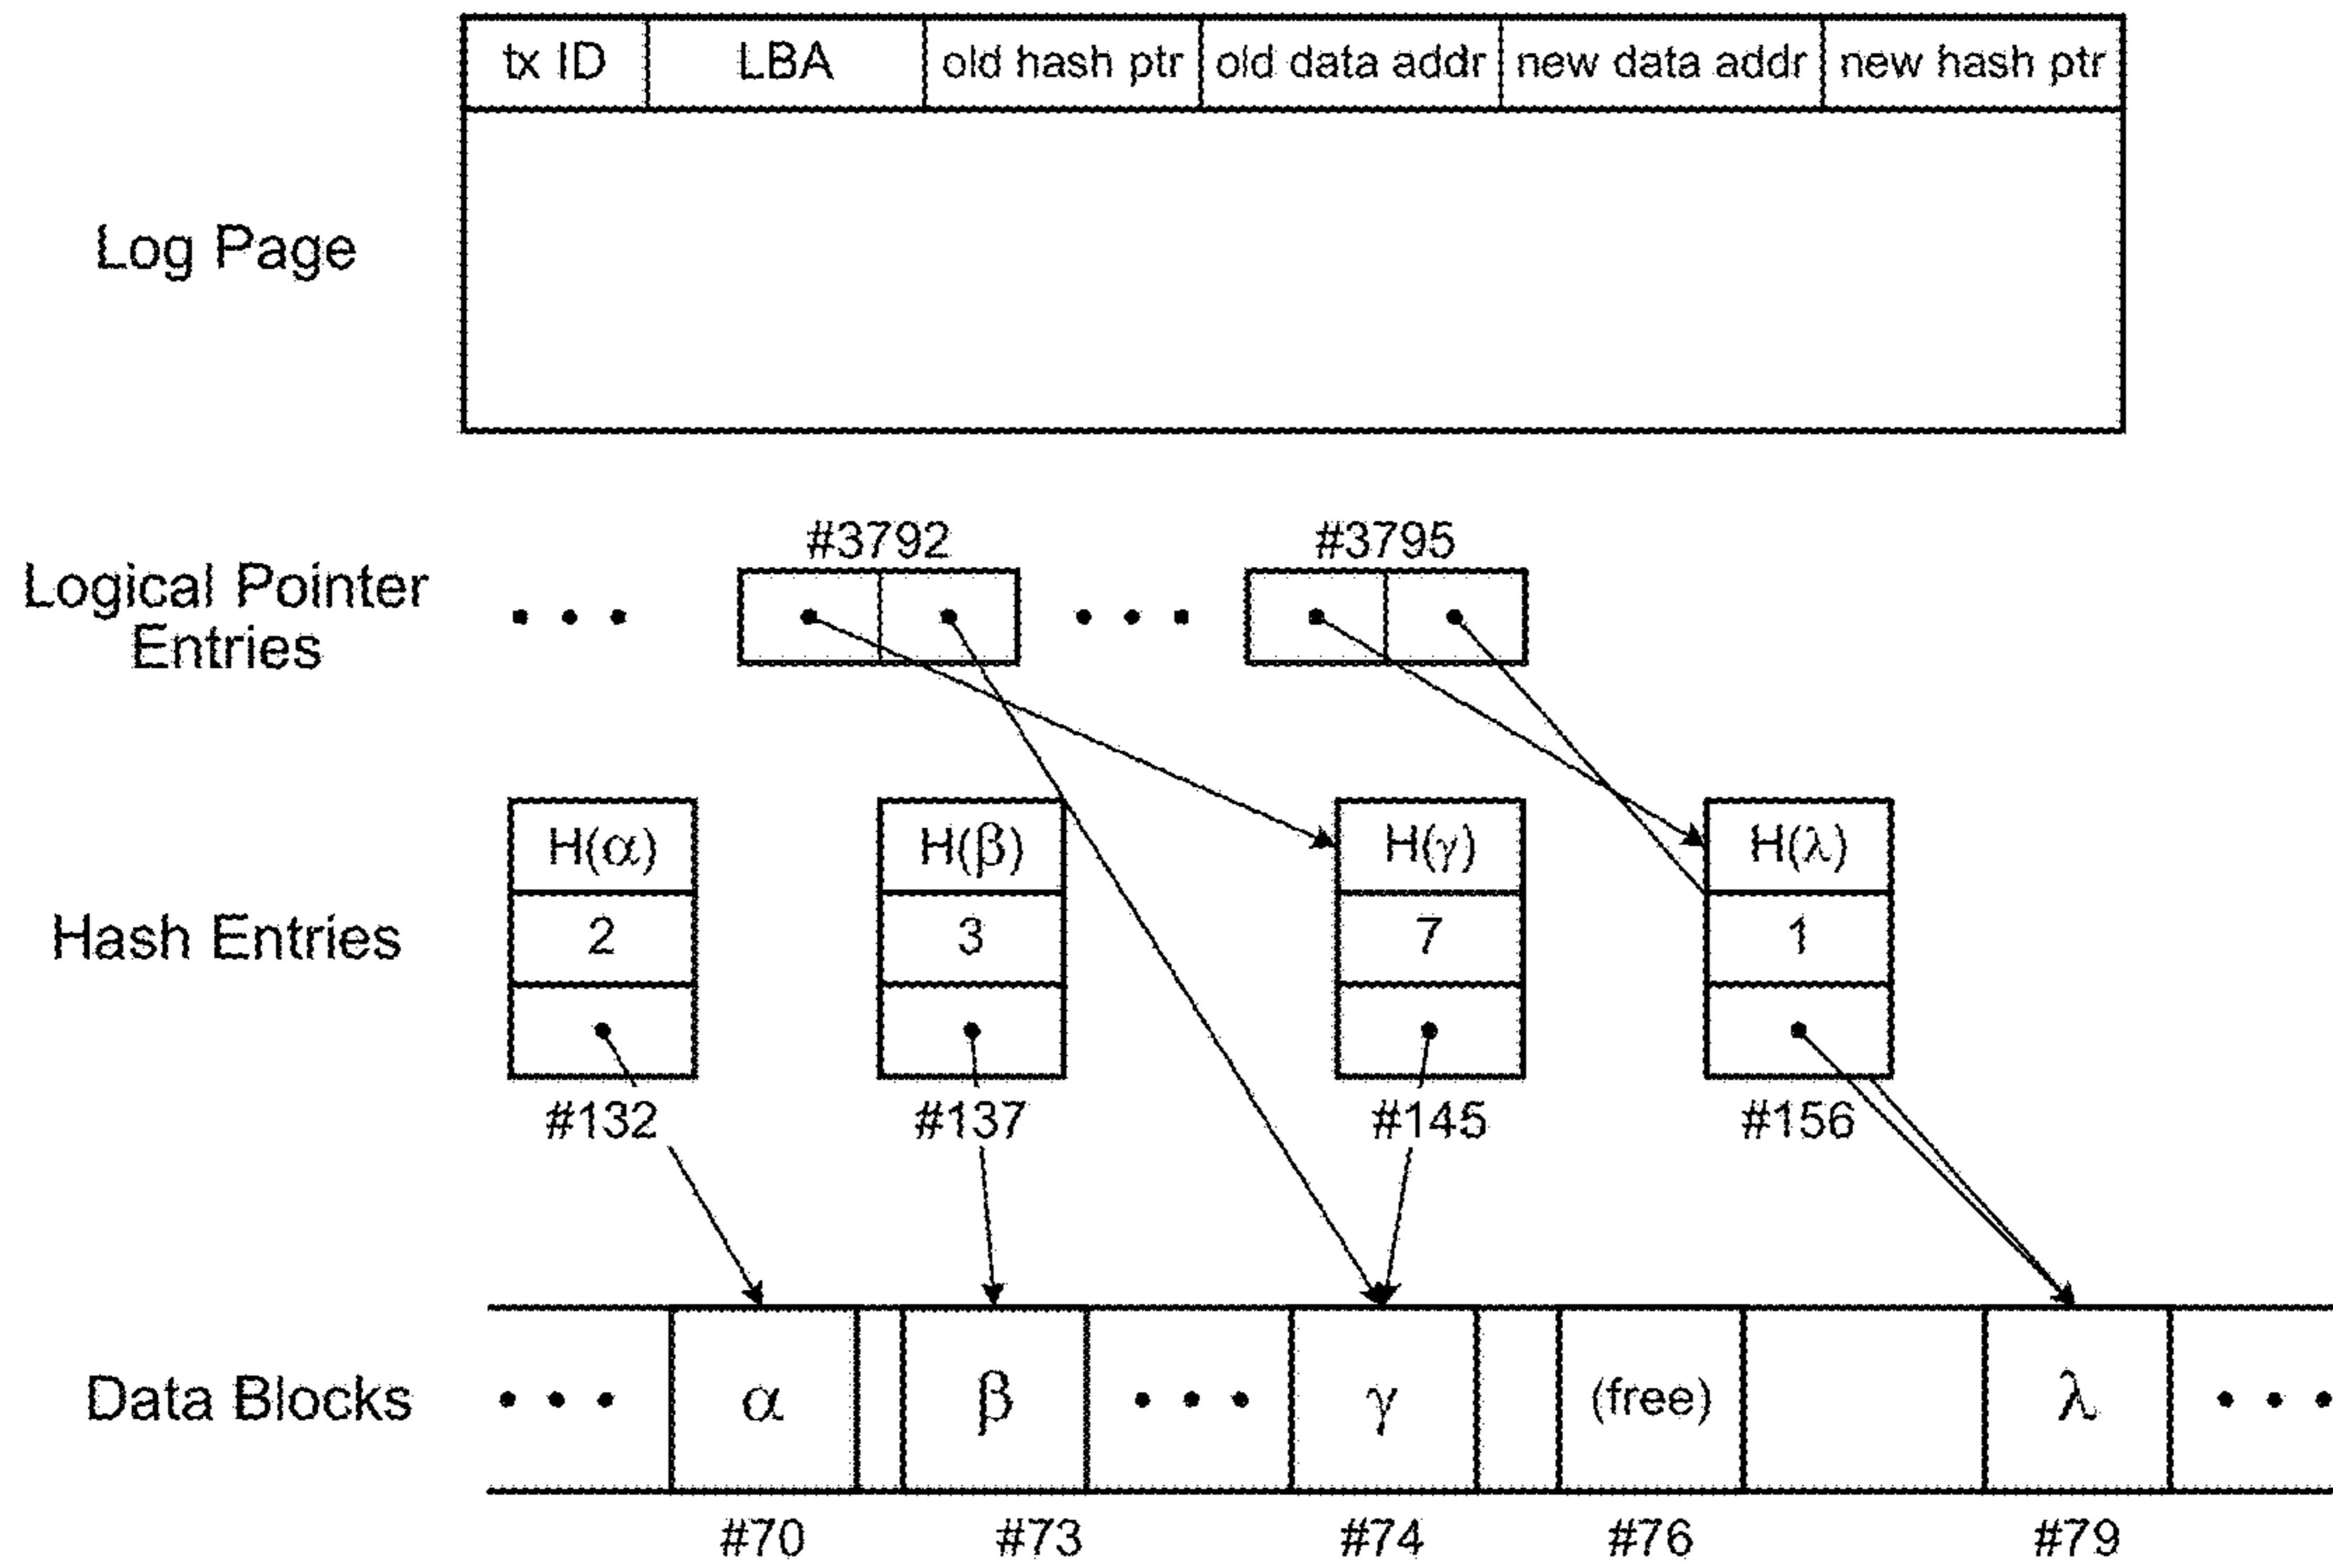 tx ID LBA old hash ptr old data addr new data addr new hash ptr
Log Page
#3792 #3795
Logical Pointer
Entries
H(α) H(β) H(γ) H(λ)
Hash Entries
2 3 7 1
#132 #137 #145 #156
Data Blocks
α β γ (free) λ
#70 #73 #74 #76 #79